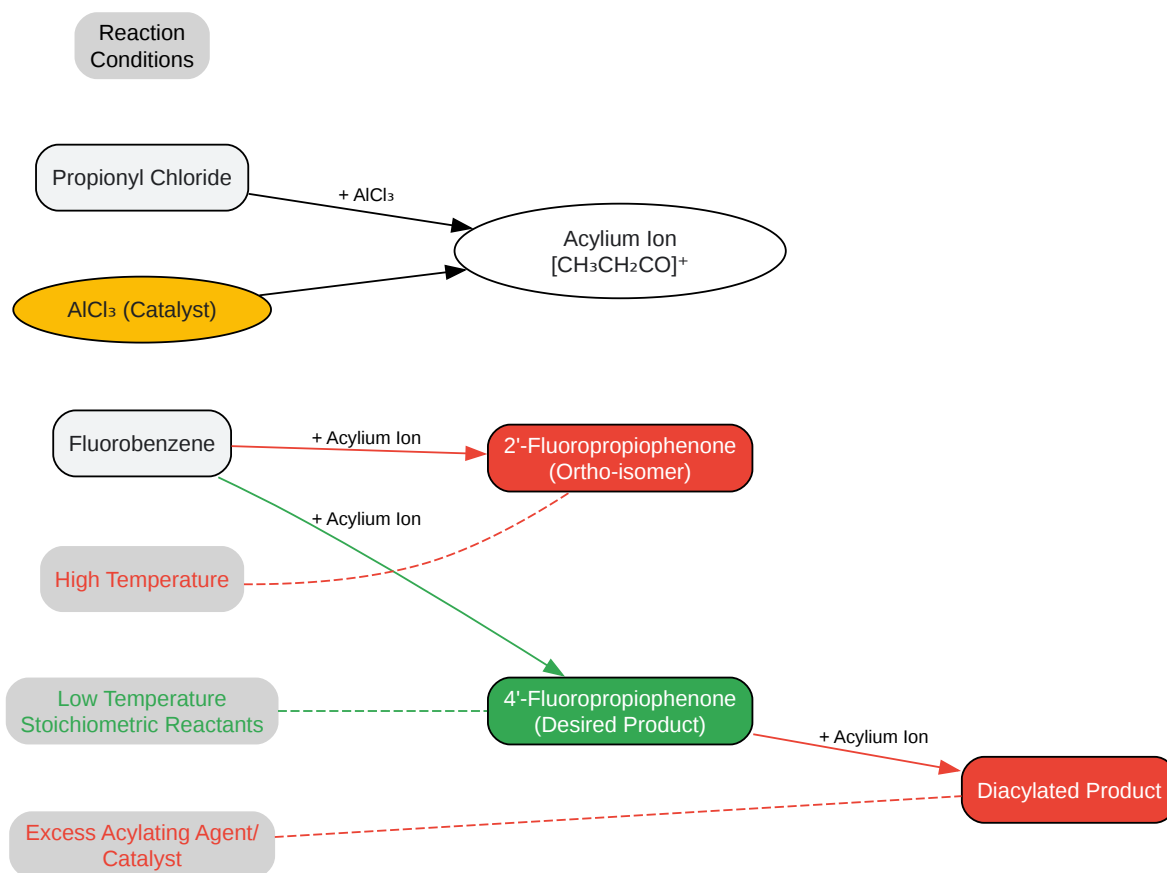 Reaction
Conditions
Propionyl Chloride
+ AlCl₃
Acylium Ion
[CH₃CH₂CO]⁺
AlCl₃ (Catalyst)
Fluorobenzene
+ Acylium Ion
2'-Fluoropropiophenone
(Ortho-isomer)
+ Acylium Ion
High Temperature
Low Temperature
Stoichiometric Reactants
4'-Fluoropropiophenone
(Desired Product)
+ Acylium Ion
Diacylated Product
Excess Acylating Agent/
Catalyst